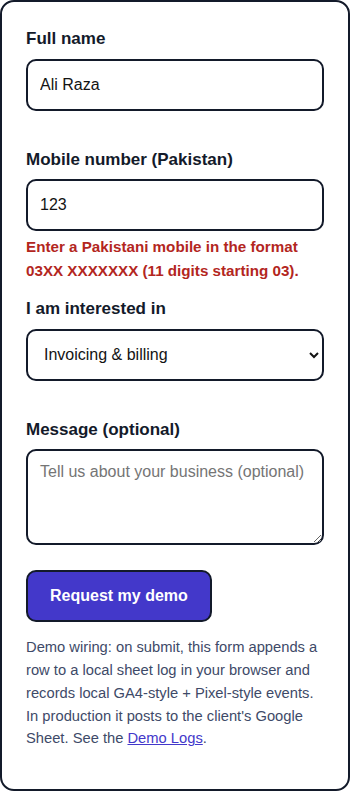 Full name
Ali Raza
Mobile number (Pakistan)
123
Enter a Pakistani mobile in the format
03XX XXXXXXX (11 digits starting 03).
I am interested in
Invoicing & billing
Message (optional)
Tell us about your business (optional)
Request my demo
Demo wiring: on submit, this form appends a
row to a local sheet log in your browser and
records local GA4-style + Pixel-style events.
In production it posts to the client's Google
Sheet. See the Demo Logs.